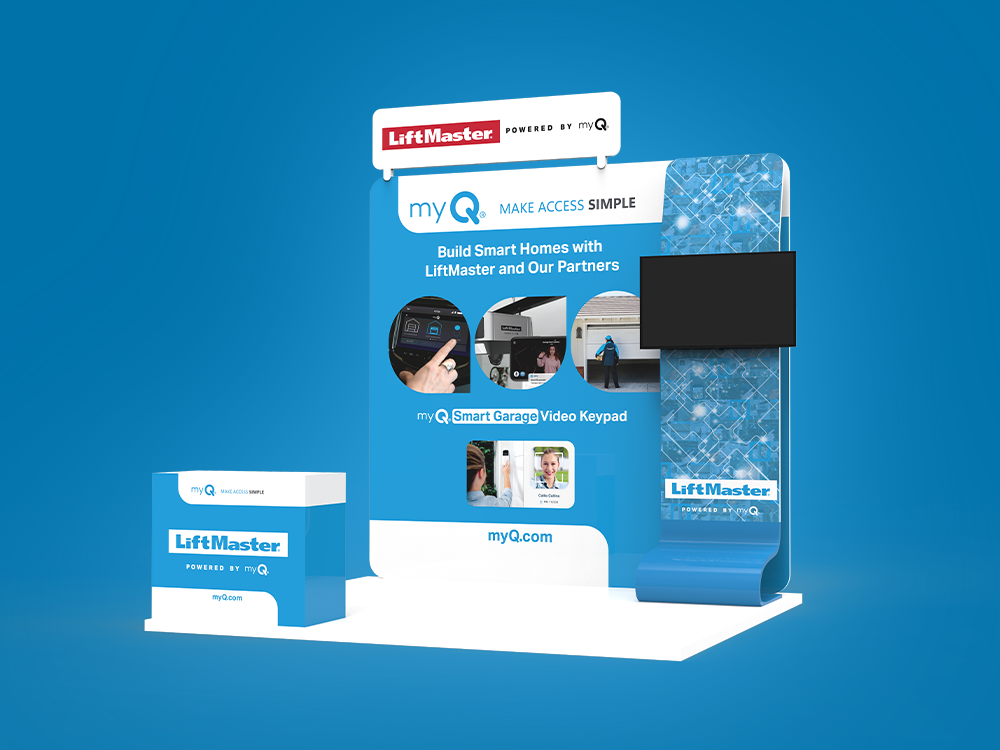 LiftMaster® POWERED BY myQ®
myQ® MAKE ACCESS SIMPLE
Build Smart Homes with
LiftMaster and Our Partners
LiftMaster
myQ® Smart Garage Video Keypad
myQ.com
LiftMaster®
POWERED BY myQ®
myQ® MAKE ACCESS SIMPLE
LiftMaster®
POWERED BY myQ®
myQ.com